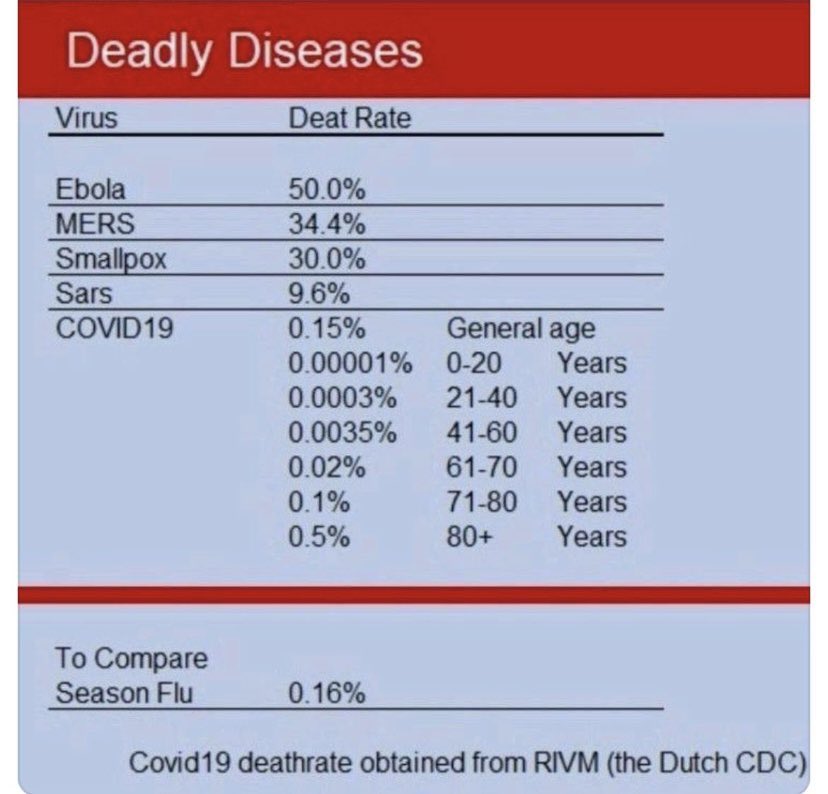 Deadly Diseases
Virus Deat Rate
Ebola 50.0%
MERS 34.4%
Smallpox 30.0%
Sars 9.6%
COVID19 0.15% General age
0.00001% 0-20 Years
0.0003% 21-40 Years
0.0035% 41-60 Years
0.02% 61-70 Years
0.1% 71-80 Years
0.5% 80+ Years
To Compare
Season Flu 0.16%
Covid19 deathrate obtained from RIVM (the Dutch CDC)